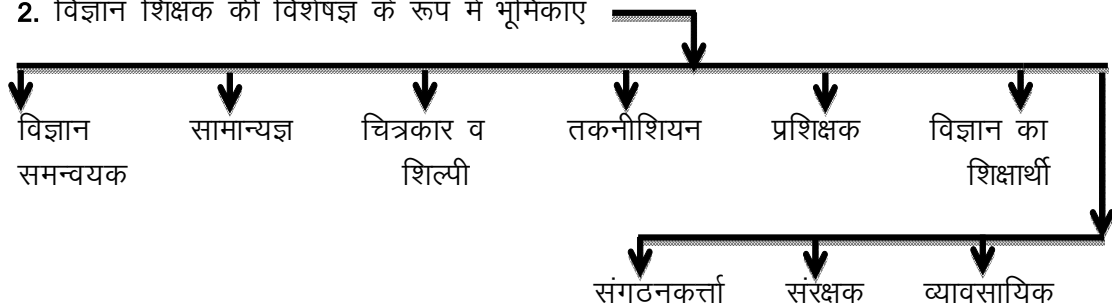 2. विज्ञान शिक्षक की विशेषज्ञ के रूप में भूमिकाएं
विज्ञान समन्वयक
सामान्यज्ञ
चित्रकार व शिल्पी
तकनीशियन
प्रशिक्षक
विज्ञान का शिक्षार्थी
संगठनकर्त्ता
संरक्षक
व्यावसायिक